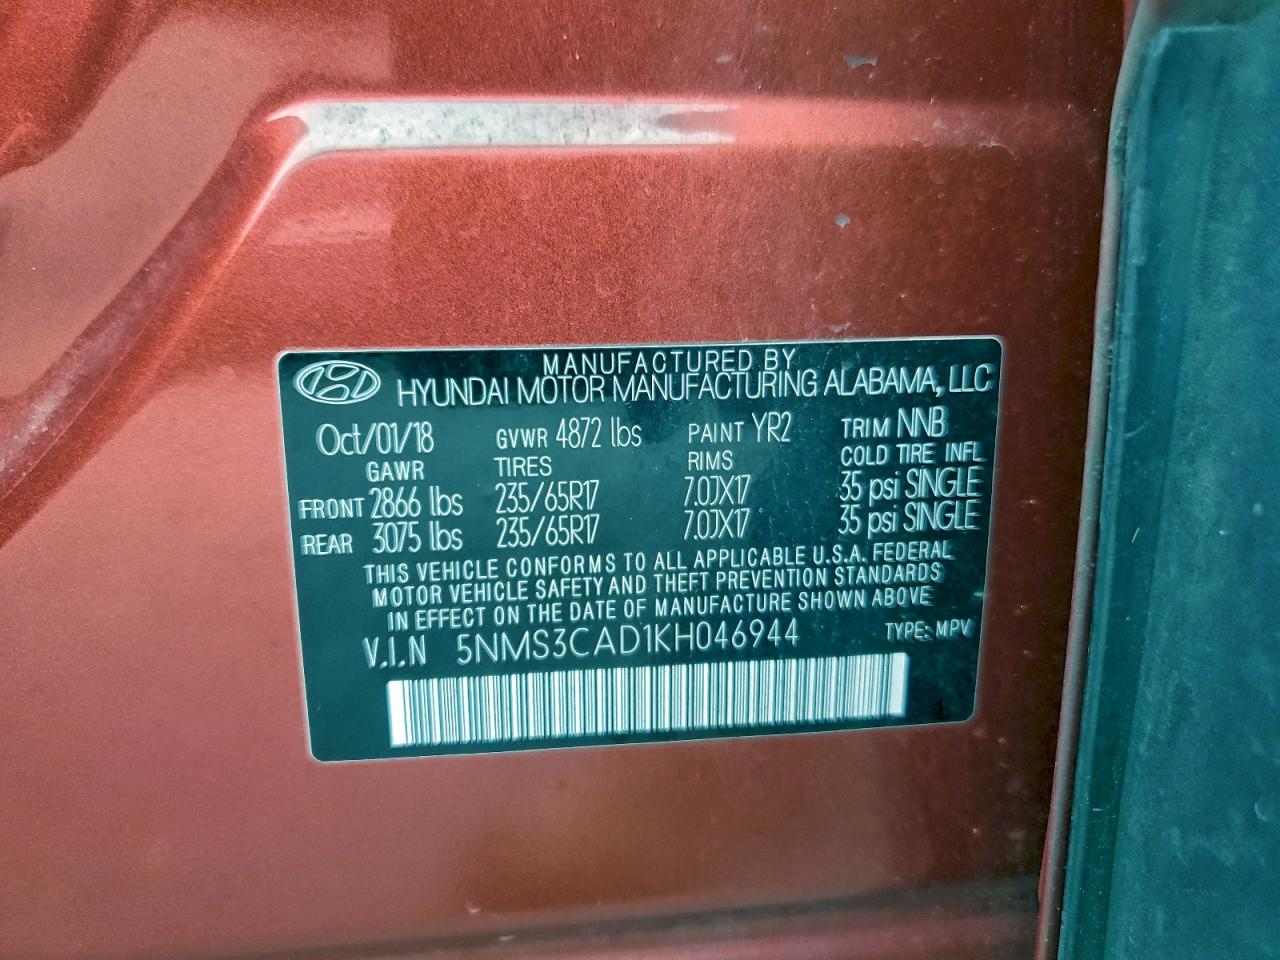 MANUFACTURED BY
HYUNDAI MOTOR MANUFACTURING ALABAMA, LLC
Oct/01/18 GVWR 4872 lbs PAINT YR2 TRIM NNB
GAWR TIRES RIMS COLD TIRE INFL
FRONT 2866 lbs 235/65R17 7.0JX17 35 psi SINGLE
REAR 3075 lbs 235/65R17 7.0JX17 35 psi SINGLE
THIS VEHICLE CONFORMS TO ALL APPLICABLE U.S.A. FEDERAL
MOTOR VEHICLE SAFETY AND THEFT PREVENTION STANDARDS
IN EFFECT ON THE DATE OF MANUFACTURE SHOWN ABOVE
V.I.N 5NMS3CAD1KH046944 TYPE: MPV